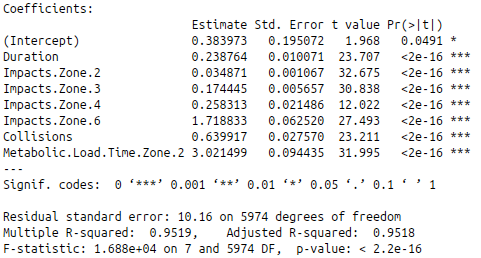 Coefficients:
                           Estimate Std. Error t value Pr(>|t|)
(Intercept)                0.383973   0.195072   1.968   0.0491 *
Duration                   0.238764   0.010071  23.707   <2e-16 ***
Impacts.Zone.2             0.034871   0.001067  32.675   <2e-16 ***
Impacts.Zone.3             0.174445   0.005657  30.838   <2e-16 ***
Impacts.Zone.4             0.258313   0.021486  12.022   <2e-16 ***
Impacts.Zone.6             1.718833   0.062520  27.493   <2e-16 ***
Collisions                 0.639917   0.027570  23.211   <2e-16 ***
Metabolic.Load.Time.Zone.2 3.021499   0.094435  31.995   <2e-16 ***
---
Signif. codes:  0 ‘***’ 0.001 ‘**’ 0.01 ‘*’ 0.05 ‘.’ 0.1 ‘ ’ 1
Residual standard error: 10.16 on 5974 degrees of freedom
Multiple R-squared:  0.9519,    Adjusted R-squared:  0.9518
F-statistic: 1.688e+04 on 7 and 5974 DF,  p-value: < 2.2e-16